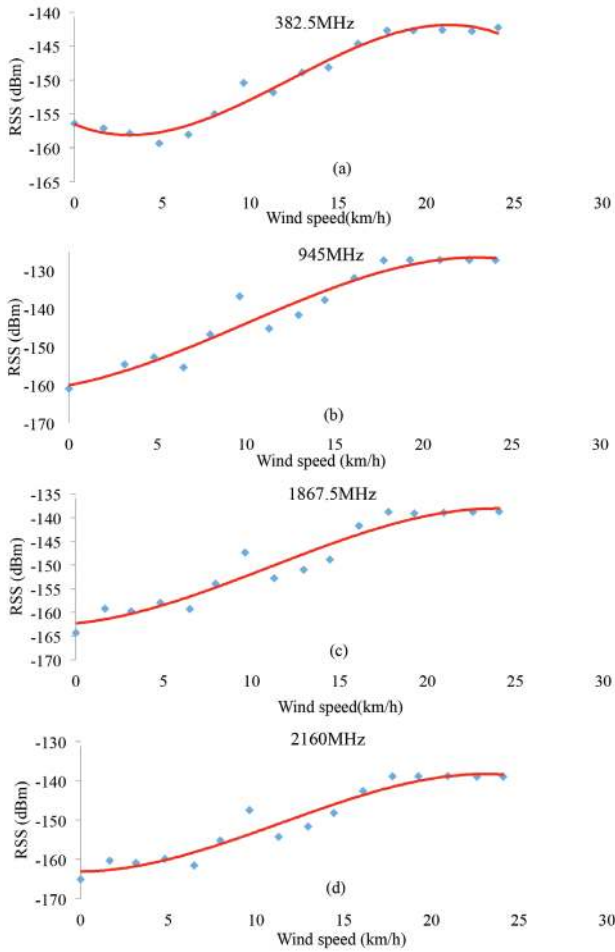 382.5MHz
-140
-145
-150
-155
-160
-165
RSS (dBm)
(a)
0 5 10 15 20 25 30
Wind speed(km/h)
945MHz
-130
-140
-150
-160
-170
RSS (dBm)
(b)
0 5 10 15 20 25 30
Wind speed (km/h)
1867.5MHz
-135
-140
-145
-150
-155
-160
-165
-170
RSS (dBm)
(c)
0 5 10 15 20 25 30
Wind speed(km/h)
2160MHz
-130
-140
-150
-160
-170
RSS (dBm)
(d)
0 5 10 15 20 25 30
Wind speed (km/h)